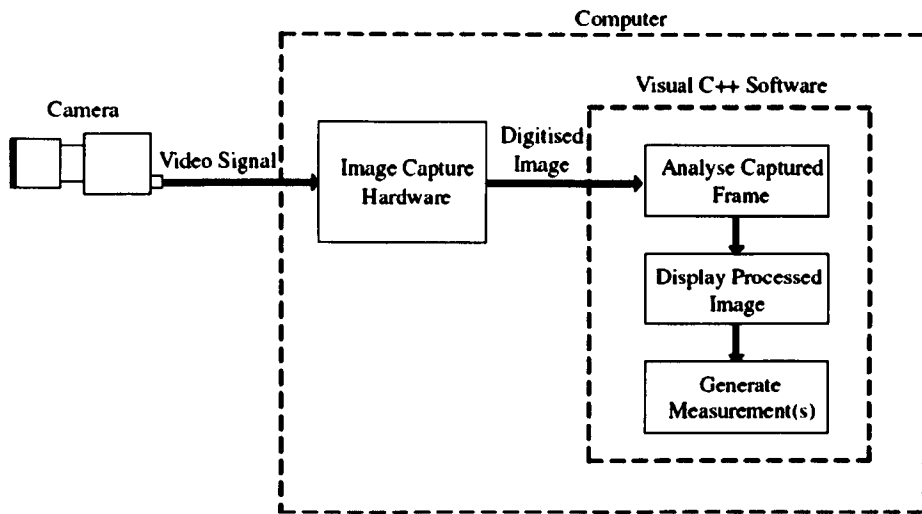 Computer
Visual C++ Software
Camera
Video Signal
Image Capture
Hardware
Digitised
Image
Analyse Captured
Frame
Display Processed
Image
Generate
Measurement(s)